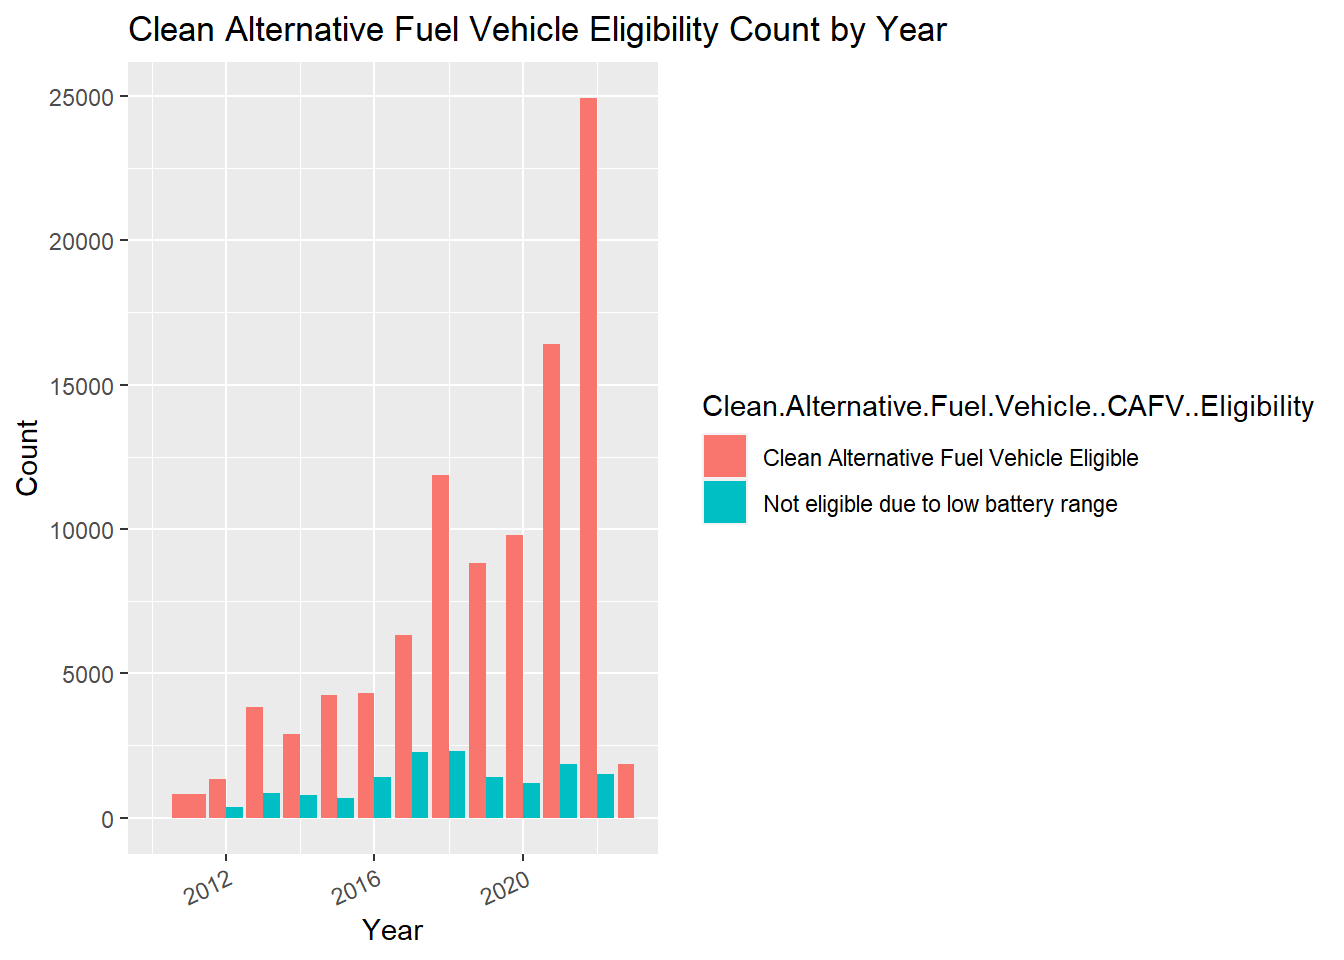 Clean Alternative Fuel Vehicle Eligibility Count by Year
25000
20000
15000
10000
5000
0
Count
2012
2016
2020
Year
Clean.Alternative.Fuel.Vehicle..CAFV..Eligibility
Clean Alternative Fuel Vehicle Eligible
Not eligible due to low battery range